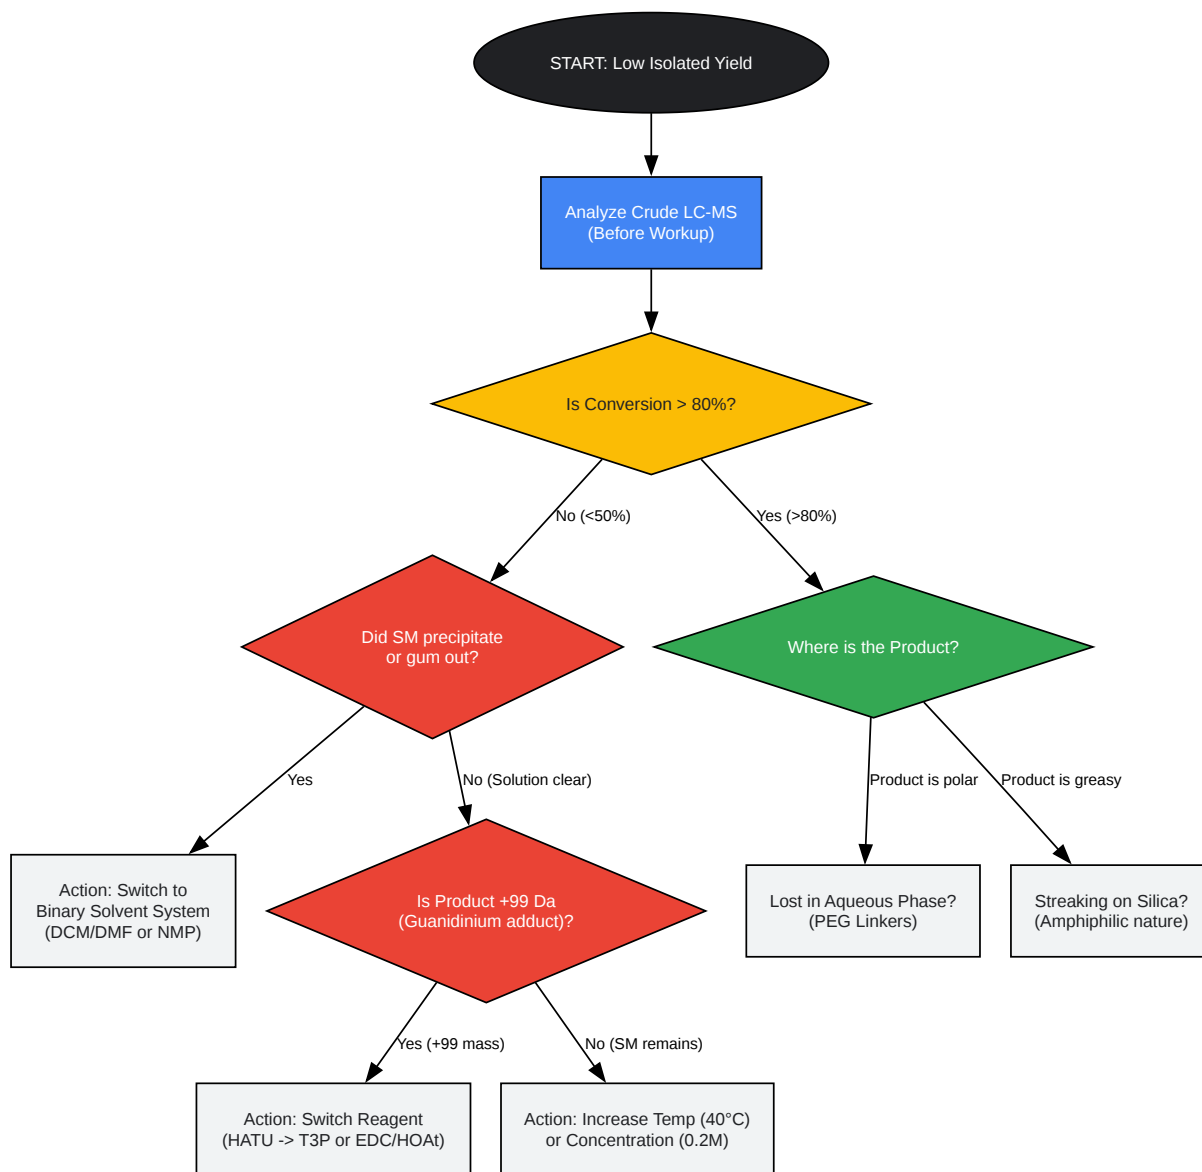 START: Low Isolated Yield
Analyze Crude LC-MS
(Before Workup)
Is Conversion > 80%?
No (<50%)
Yes (>80%)
Did SM precipitate
or gum out?
Where is the Product?
Yes
No (Solution clear)
Product is polar
Product is greasy
Action: Switch to
Binary Solvent System
(DCM/DMF or NMP)
Is Product +99 Da
(Guanidinium adduct)?
Lost in Aqueous Phase?
(PEG Linkers)
Streaking on Silica?
(Amphiphilic nature)
Yes (+99 mass)
No (SM remains)
Action: Switch Reagent
(HATU -> T3P or EDC/HOAt)
Action: Increase Temp (40°C)
or Concentration (0.2M)